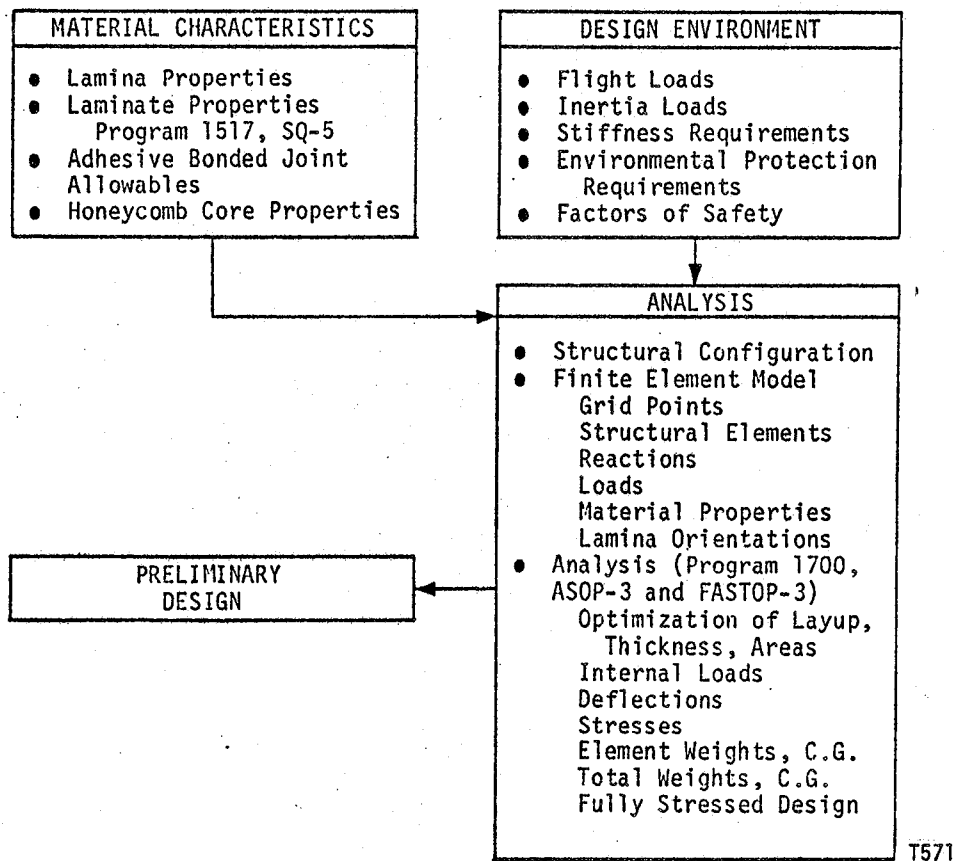 MATERIAL CHARACTERISTICS
● Lamina Properties
● Laminate Properties
Program 1517, SQ-5
● Adhesive Bonded Joint
Allowables
● Honeycomb Core Properties
DESIGN ENVIRONMENT
● Flight Loads
● Inertia Loads
● Stiffness Requirements
● Environmental Protection
Requirements
● Factors of Safety
ANALYSIS
● Structural Configuration
● Finite Element Model
Grid Points
Structural Elements
Reactions
Loads
Material Properties
Lamina Orientations
● Analysis (Program 1700,
ASOP-3 and FASTOP-3)
Optimization of Layup,
Thickness, Areas
Internal Loads
Deflections
Stresses
Element Weights, C.G.
Total Weights, C.G.
Fully Stressed Design
PRELIMINARY
DESIGN
T571